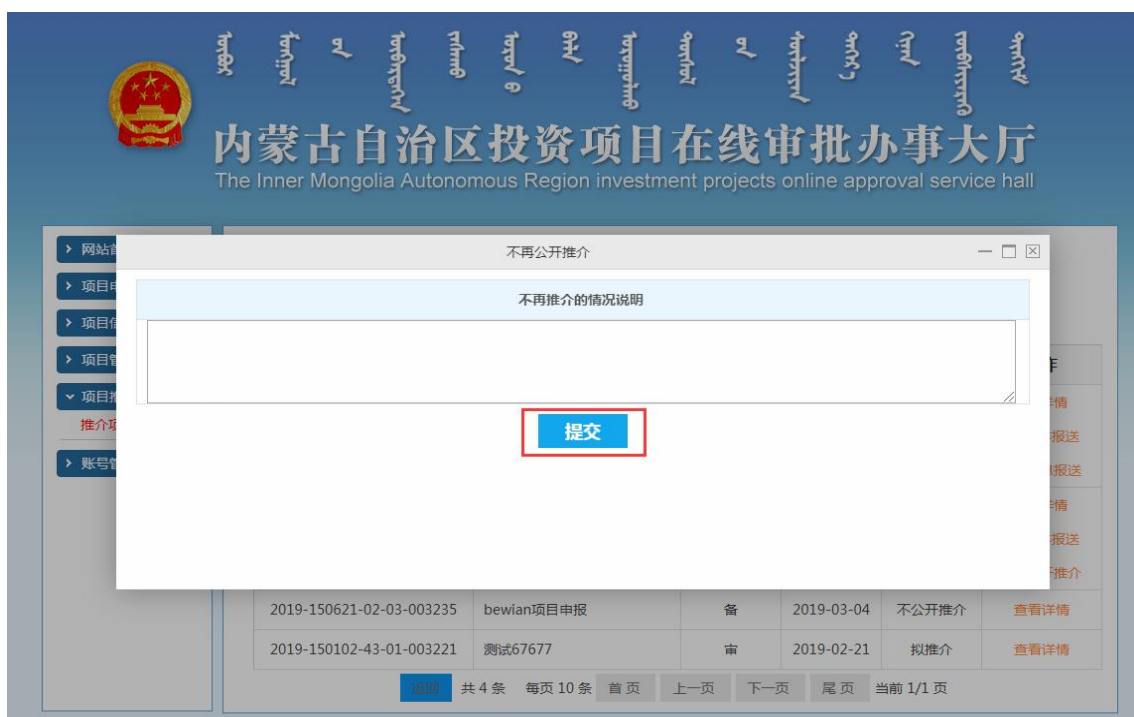 内蒙古自治区投资项目在线审批办事大厅
The Inner Mongolia Autonomous Region investment projects online approval service hall
不再公开推介
不再推介的情况说明
提交
网站
项目
项目
项目
项目
推介
账号
详情
报送
报送
详情
报送
推介
2019-150621-02-03-003235 bewian项目申报 备 2019-03-04 不公开推介 查看详情
2019-150102-43-01-003221 测试67677 审 2019-02-21 拟推介 查看详情
返回 共 4 条 每页 10 条 首页 上一页 下一页 尾页 当前 1/1 页